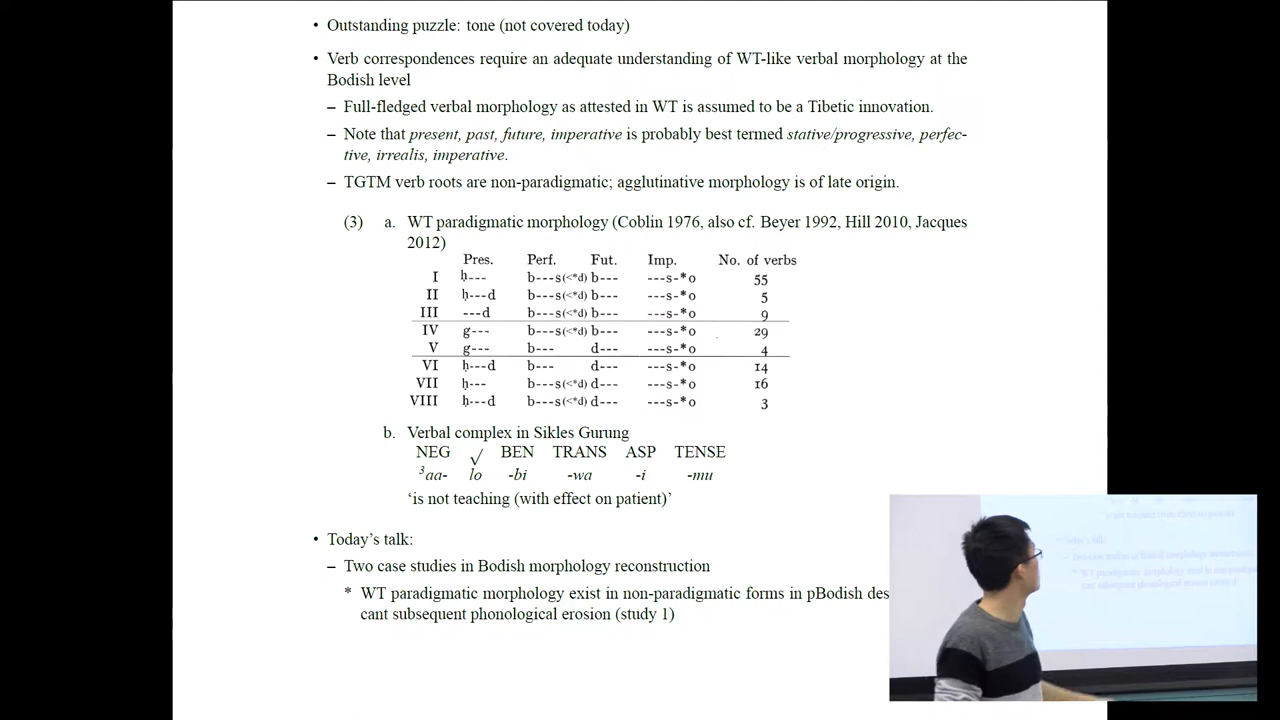 • Outstanding puzzle: tone (not covered today)
• Verb correspondences require an adequate understanding of WT-like verbal morphology at the
Bodish level
– Full-fledged verbal morphology as attested in WT is assumed to be a Tibetic innovation.
– Note that present, past, future, imperative is probably best termed stative/progressive, perfec-
tive, irrealis, imperative.
– TGTM verb roots are non-paradigmatic; agglutinative morphology is of late origin.
(3) a. WT paradigmatic morphology (Coblin 1976, also cf. Beyer 1992, Hill 2010, Jacques
2012)
Pres. Perf. Fut. Imp. No. of verbs
I ḥ--- b---s(<*d) b--- ---s-*o 55
II ḥ---d b---s(<*d) b--- ---s-*o 5
III ---d b---s(<*d) b--- ---s-*o 9
IV g--- b---s(<*d) b--- ---s-*o 29
V g--- b--- d--- ---s-*o 4
VI ḥ---d b--- d--- ---s-*o 14
VII ḥ--- b---s(<*d) d--- ---s-*o 16
VIII ḥ---d b---s(<*d) d--- ---s-*o 3
b. Verbal complex in Sikles Gurung
NEG √ BEN TRANS ASP TENSE
³aa- lo -bi -wa -i -mu
‘is not teaching (with effect on patient)’
• Today’s talk:
– Two case studies in Bodish morphology reconstruction
* WT paradigmatic morphology exist in non-paradigmatic forms in pBodish des
cant subsequent phonological erosion (study 1)